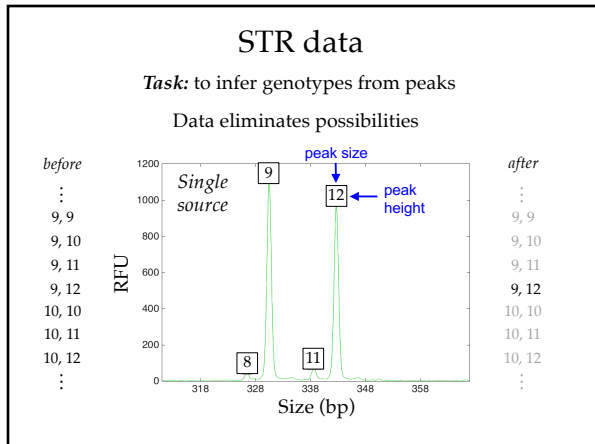 STR data
Task: to infer genotypes from peaks
Data eliminates possibilities
before
⋮
9, 9
9, 10
9, 11
9, 12
10, 10
10, 11
10, 12
⋮
peak size
1200
1000
800
600
400
200
0
RFU
Single
source
9
12
peak
height
8
11
318
328
338
348
358
Size (bp)
after
⋮
9, 9
9, 10
9, 11
9, 12
10, 10
10, 11
10, 12
⋮